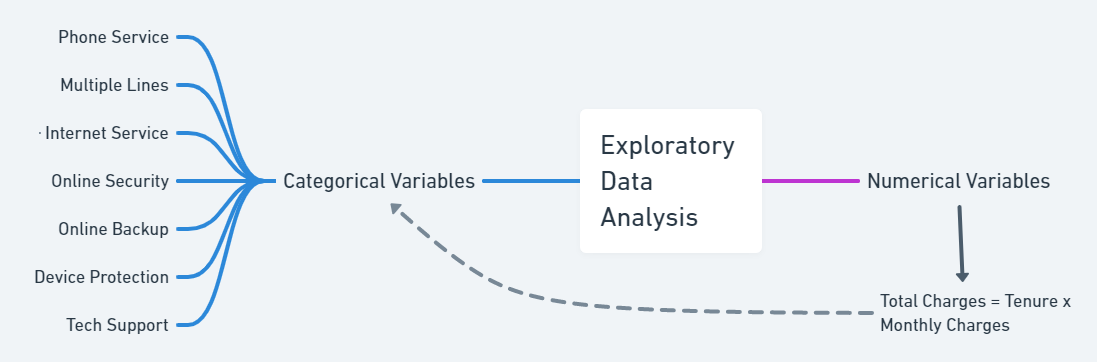 Phone Service
Multiple Lines
· Internet Service
Online Security
Online Backup
Device Protection
Tech Support
Categorical Variables
Exploratory
Data
Analysis
Numerical Variables
Total Charges = Tenure x
Monthly Charges